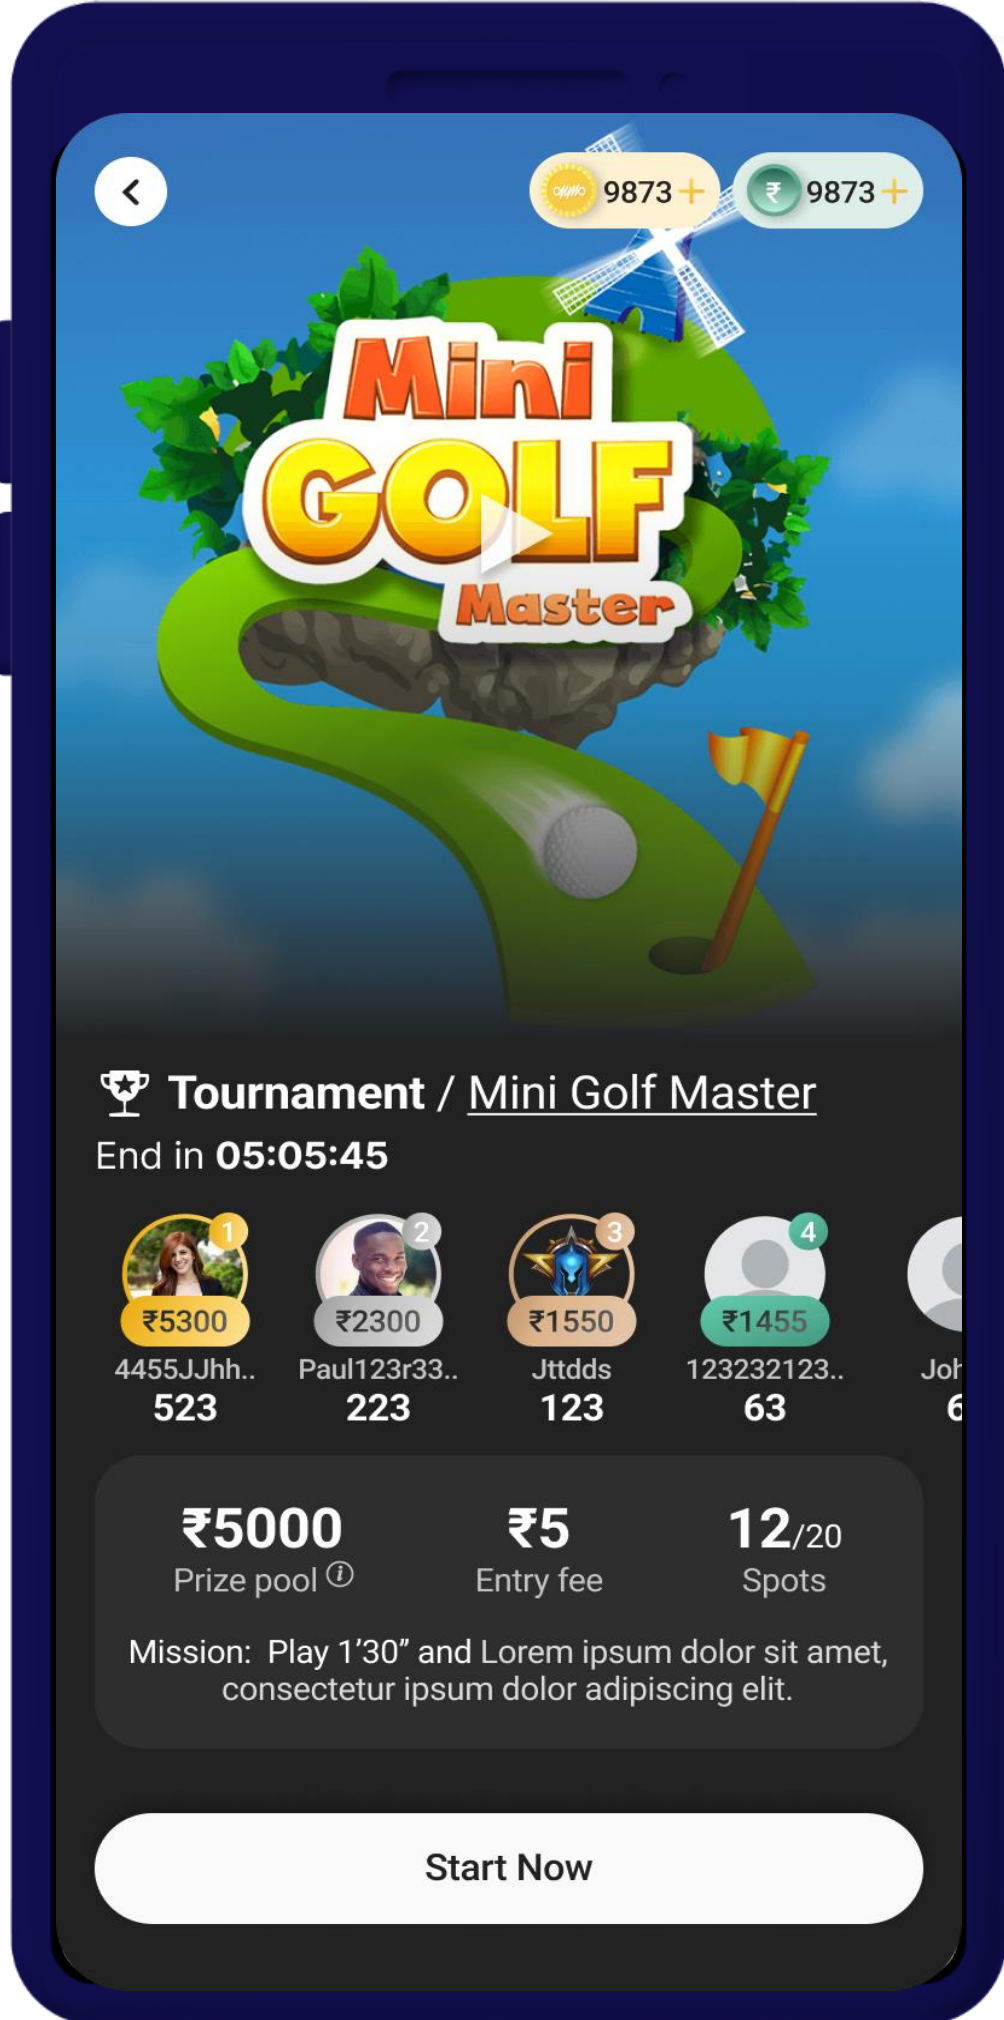 9873 +
₹ 9873 +
Mini
GOLF
Master
Tournament / Mini Golf Master
End in 05:05:45
1 2 3 4
₹5300 ₹2300 ₹1550 ₹1455
4455JJhh.. Paul123r33.. Jttdds 123232123.. Joh
523 223 123 63 6
₹5000 ₹5 12/20
Prize pool i Entry fee Spots
Mission: Play 1’30” and Lorem ipsum dolor sit amet,
consectetur ipsum dolor adipiscing elit.
Start Now